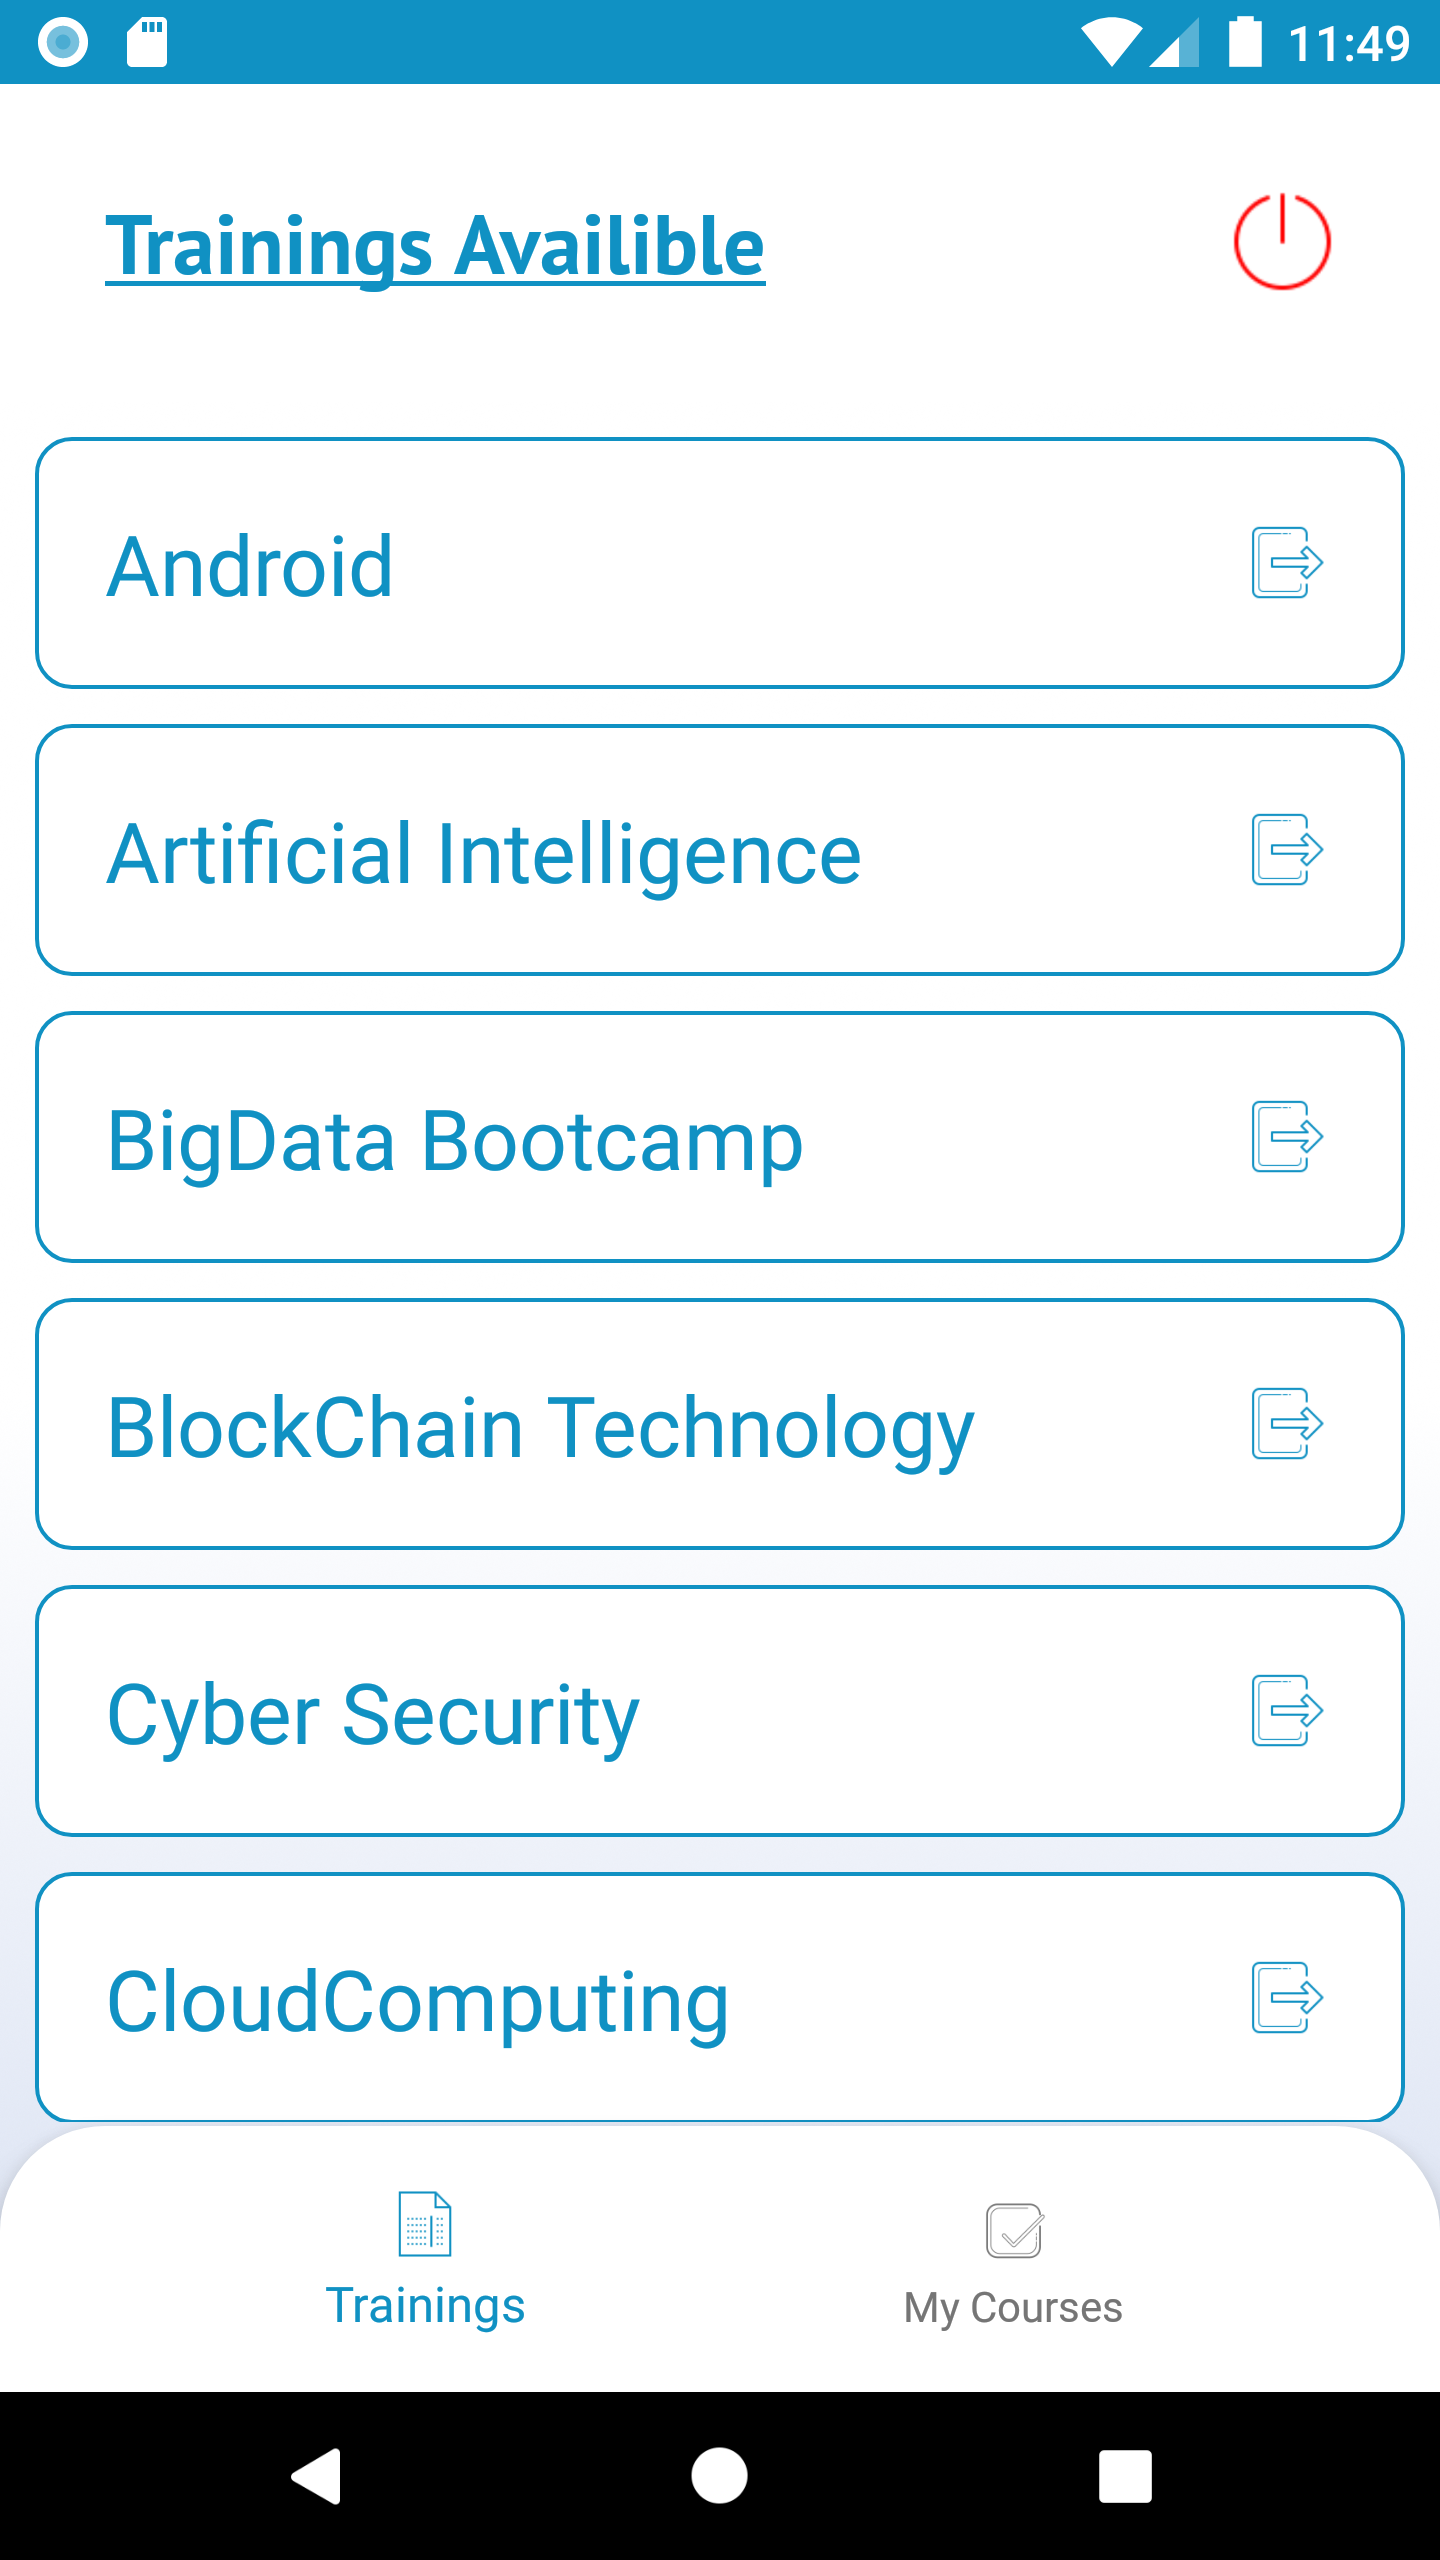 11:49
Trainings Availible
Android
Artificial Intelligence
BigData Bootcamp
BlockChain Technology
Cyber Security
CloudComputing
Trainings
My Courses